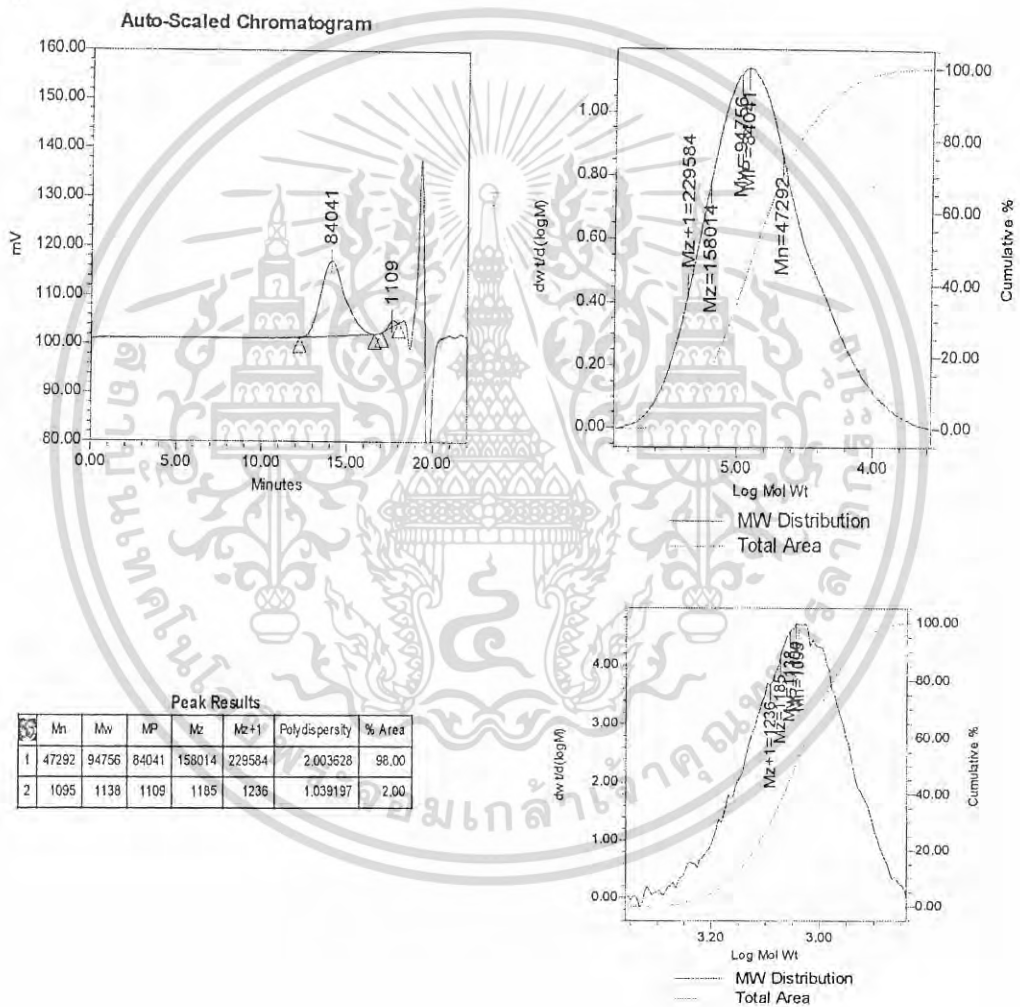 Auto-Scaled Chromatogram
160.00
150.00
140.00
130.00
120.00
110.00
100.00
90.00
80.00
mV
84041
1109
0.00 5.00 10.00 15.00 20.00
Minutes
1.00
0.80
0.60
0.40
0.20
0.00
dwt/d(logM)
Mz+1=229584
Mz=158014
Mw=94756
MP=84041
Mn=47292
100.00
80.00
60.00
40.00
20.00
0.00
Cumulative %
5.00 4.00
Log Mol Wt
MW Distribution
Total Area
Peak Results
Mn Mw MP Mz Mz+1 Polydispersity % Area
1 47292 94756 84041 158014 229584 2.003628 98.00
2 1095 1138 1109 1185 1236 1.039197 2.00
4.00
3.00
2.00
1.00
0.00
dwt/d(logM)
Mz+1=1236
Mz=1185
100.00
80.00
60.00
40.00
20.00
0.00
Cumulative %
3.20 3.00
Log Mol Wt
MW Distribution
Total Area